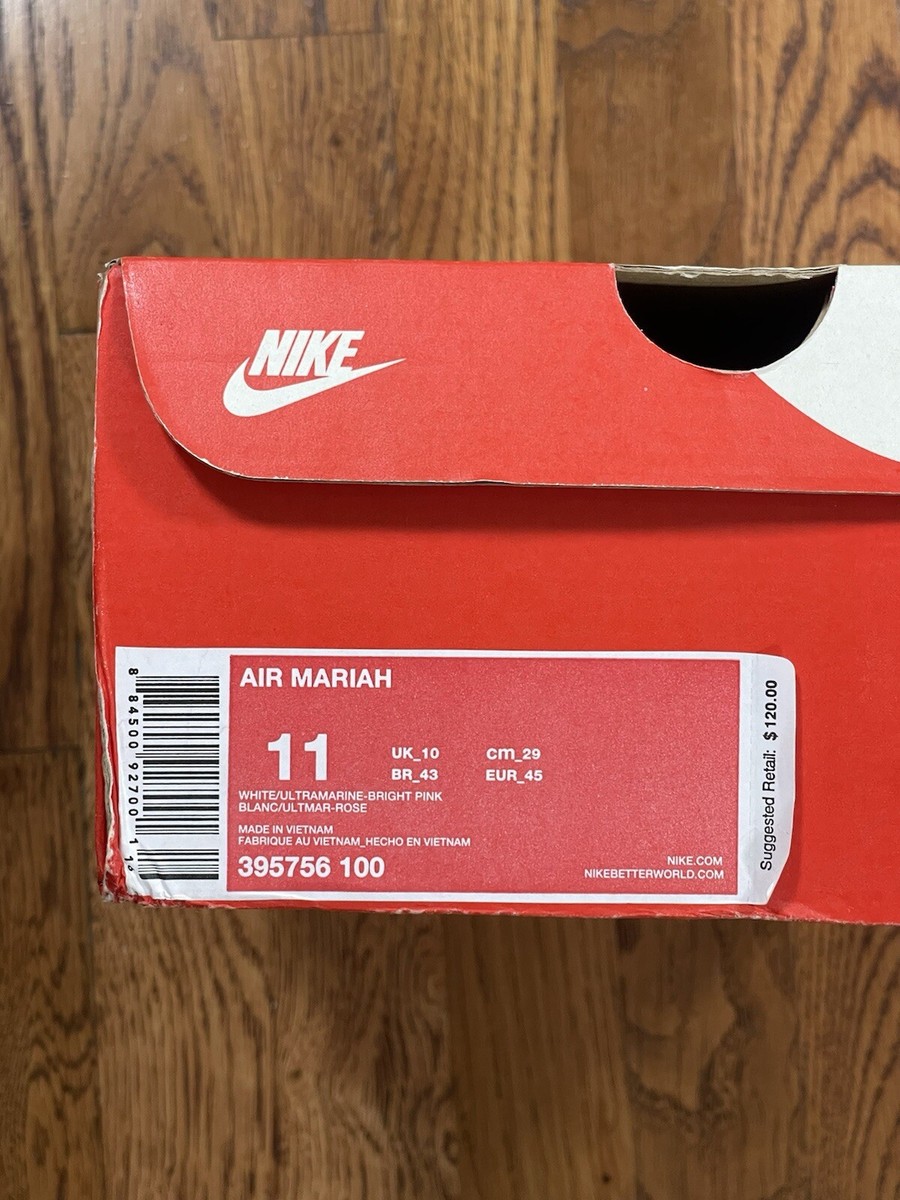 NIKE
AIR MARIAH
11
UK_10 cm_29
BR_43 EUR_45
WHITE/ULTRAMARINE-BRIGHT PINK
BLANC/ULTMAR-ROSE
MADE IN VIETNAM
FABRIQUE AU VIETNAM_HECHO EN VIETNAM
395756 100
NIKE.COM
NIKEBETTERWORLD.COM
Suggested Retail: $120.00
8 84500 92700 1